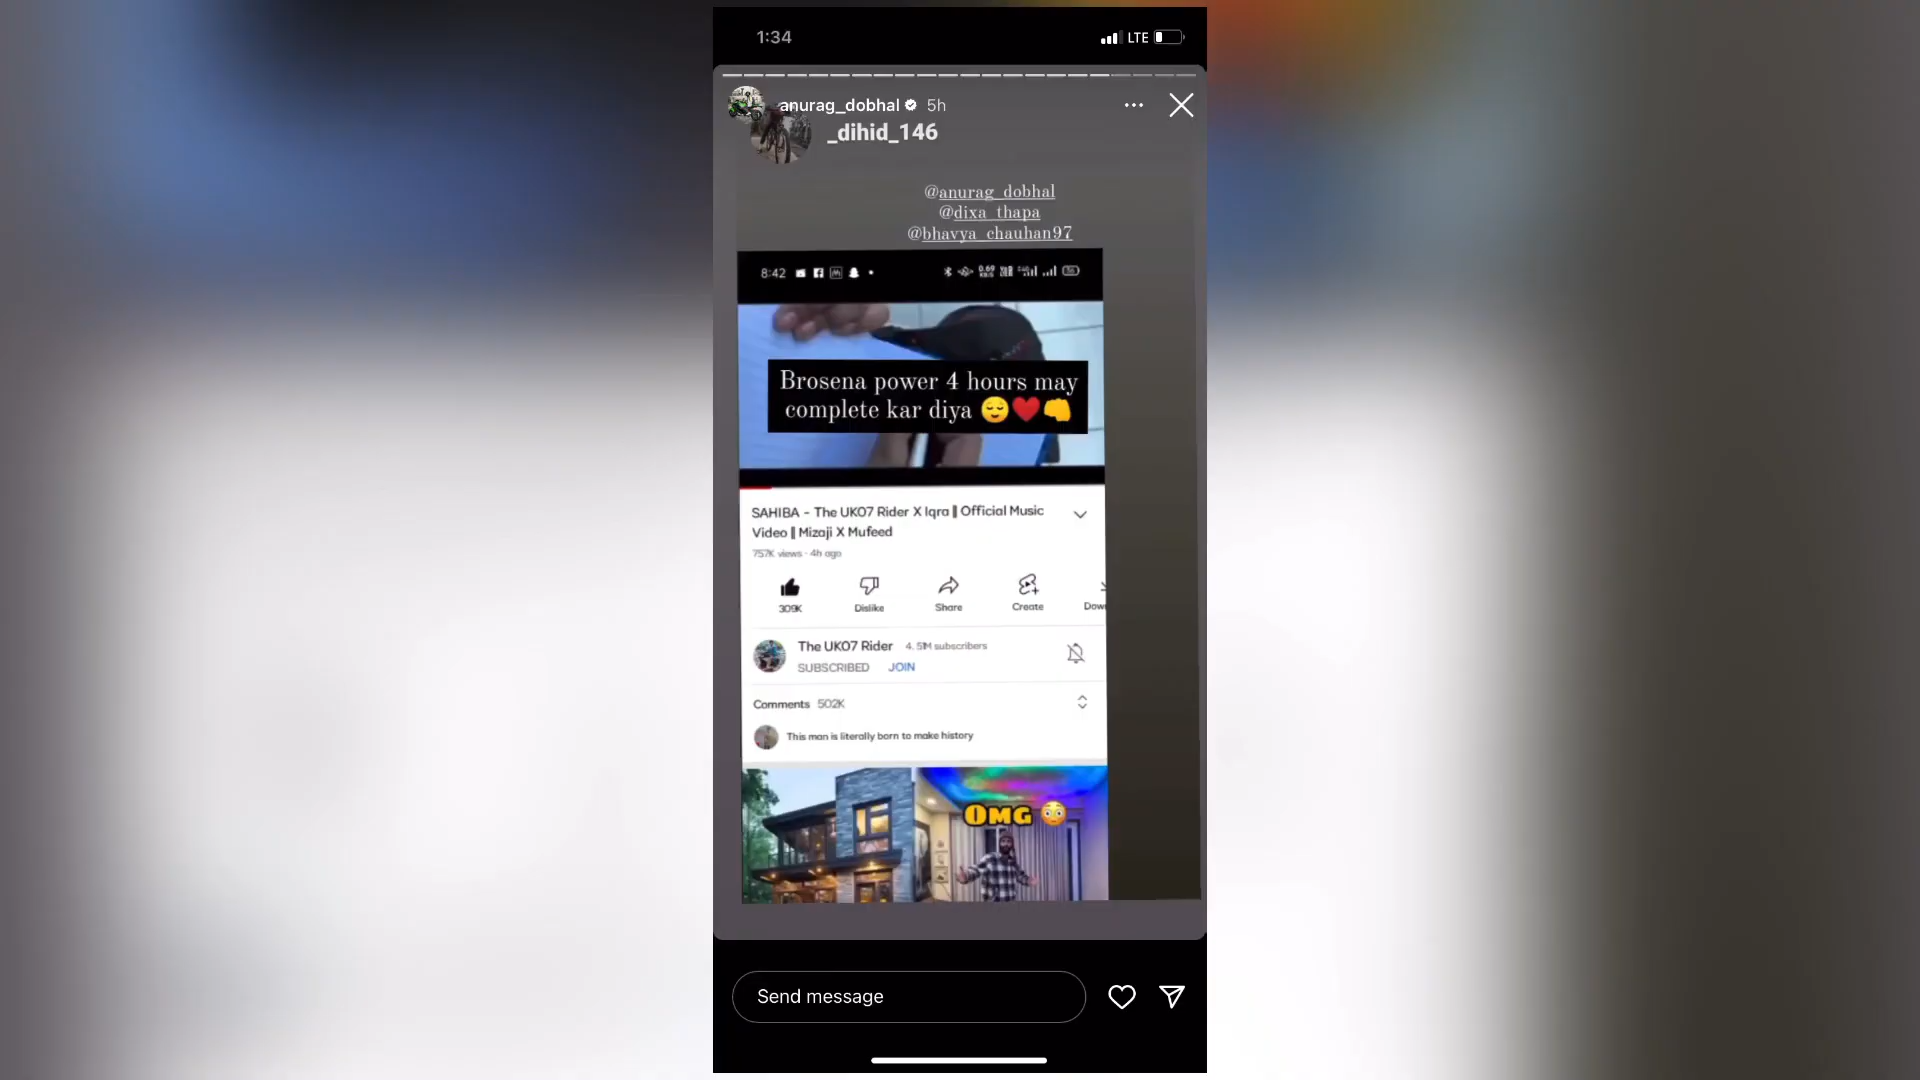 1:34
LTE
anurag_dobhal 5h
_dihid_146
@anurag_dobhal
@dixa_thapa
@bhavya_chauhan97
8:42
Brosena power 4 hours may
complete kar diya 😌❤️👊
SAHIBA - The UK07 Rider X Iqra || Official Music
Video || Mizaji X Mufeed
757K views · 4h ago
309K
Dislike
Share
Create
The UK07 Rider 4.51M subscribers
SUBSCRIBED JOIN
Comments 502K
This man is literally born to make history
OMG 😳
Send message